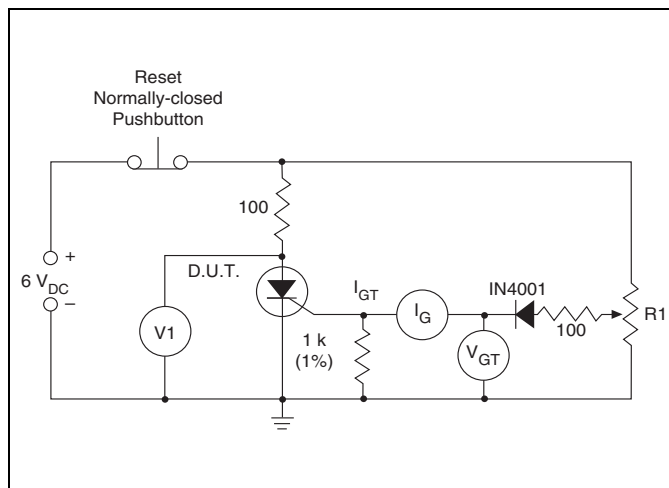 Reset
Normally-closed
Pushbutton
100
+
6 VDC
–
D.U.T.
V1
IGT
1 k
(1%)
IG
IN4001
VGT
100
R1